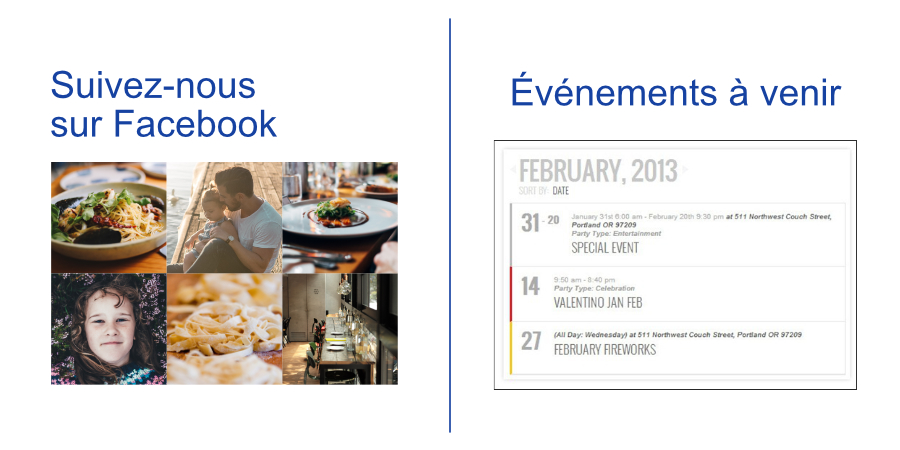 Suivez-nous
sur Facebook
Événements à venir
FEBRUARY, 2013
SORT BY: DATE
31 - 20
January 31st 6:00 am - February 20th 9:30 pm at 511 Northwest Couch Street,
Portland OR 97209
Party Type: Entertainment
SPECIAL EVENT
14
9:50 am - 8:40 pm
Party Type: Celebration
VALENTINO JAN FEB
27
(All Day: Wednesday) at 511 Northwest Couch Street, Portland OR 97209
FEBRUARY FIREWORKS